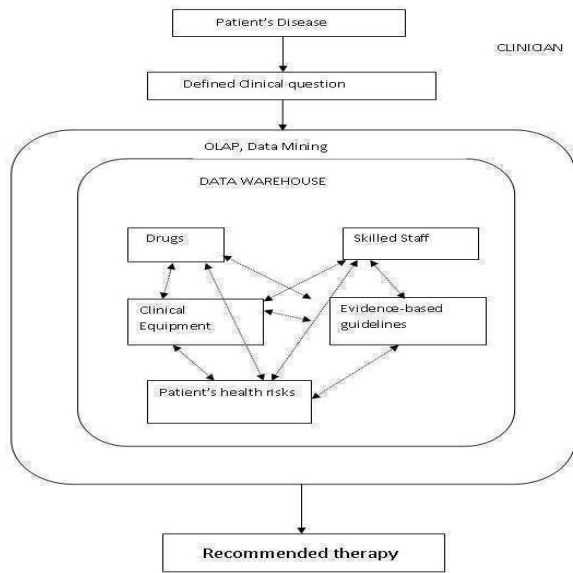 Patient's Disease
CLINICIAN
Defined Clinical question
OLAP, Data Mining
DATA WAREHOUSE
Drugs
Skilled Staff
Clinical
Equipment
Evidence-based
guidelines
Patient's health risks
Recommended therapy